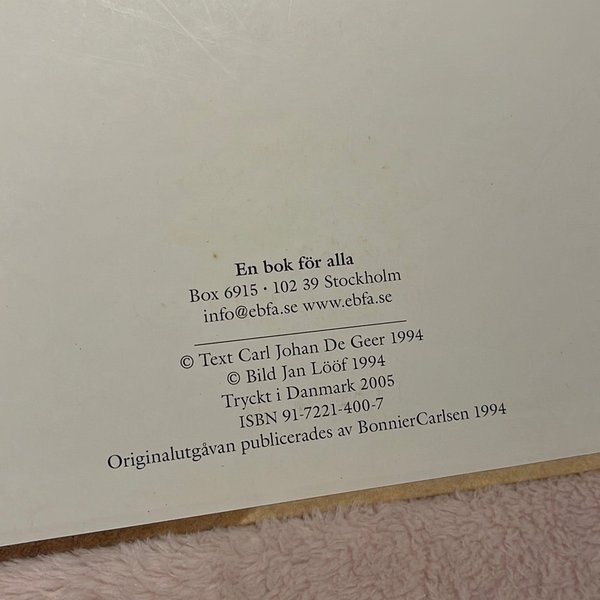 En bok för alla
Box 6915 · 102 39 Stockholm
info@ebfa.se www.ebfa.se
© Text Carl Johan De Geer 1994
© Bild Jan Lööf 1994
Tryckt i Danmark 2005
ISBN 91-7221-400-7
Originalutgåvan publicerades av BonnierCarlsen 1994